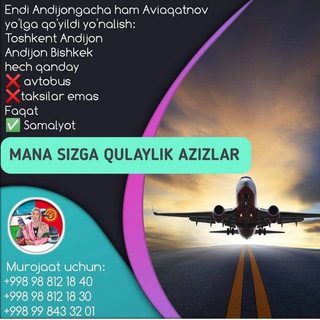 Endi Andijongacha ham Aviaqatnov
yo'lga qo'yildi yo'nalish:
Toshkent Andijon
Andijon Bishkek
hech qanday
❌ avtobus
❌taksilar emas
Faqat
✅ Samalyot
MANA SIZGA QULAYLIK AZIZLAR
Murojaat uchun:
+998 98 812 18 40
+998 98 812 18 30
+998 99 843 32 01